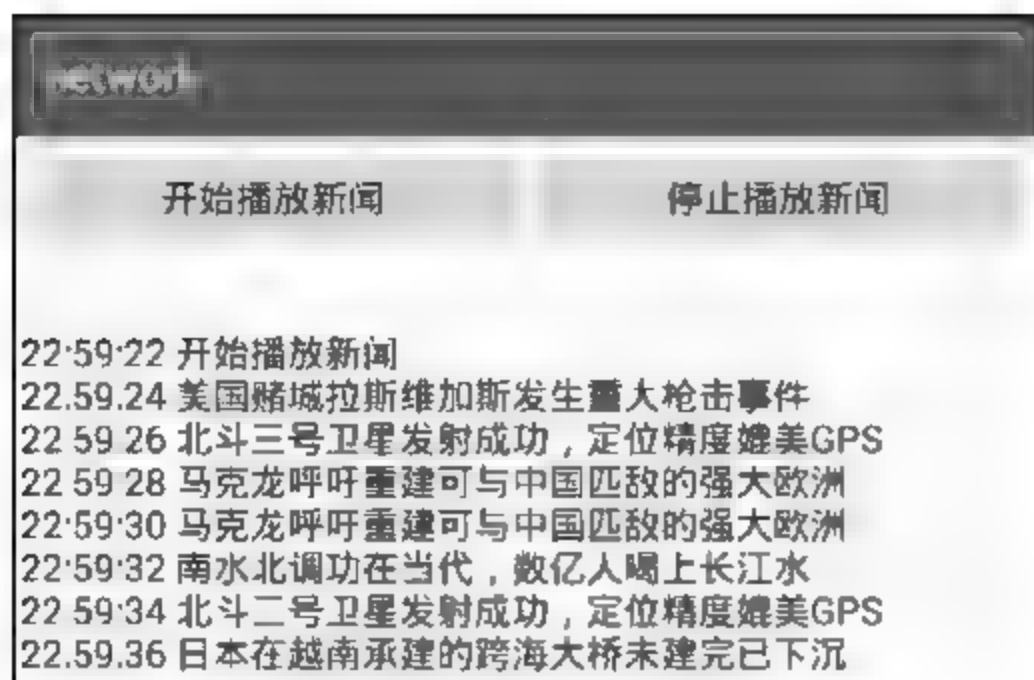 network
开始播放新闻 停止播放新闻
22:59:22 开始播放新闻
22:59:24 美国赌城拉斯维加斯发生重大枪击事件
22:59:26 北斗三号卫星发射成功，定位精度媲美GPS
22:59:28 马克龙呼吁重建可与中国匹敌的强大欧洲
22:59:30 马克龙呼吁重建可与中国匹敌的强大欧洲
22:59:32 南水北调功在当代，数亿人喝上长江水
22:59:34 北斗三号卫星发射成功，定位精度媲美GPS
22:59:36 日本在越南承建的跨海大桥未建完已下沉